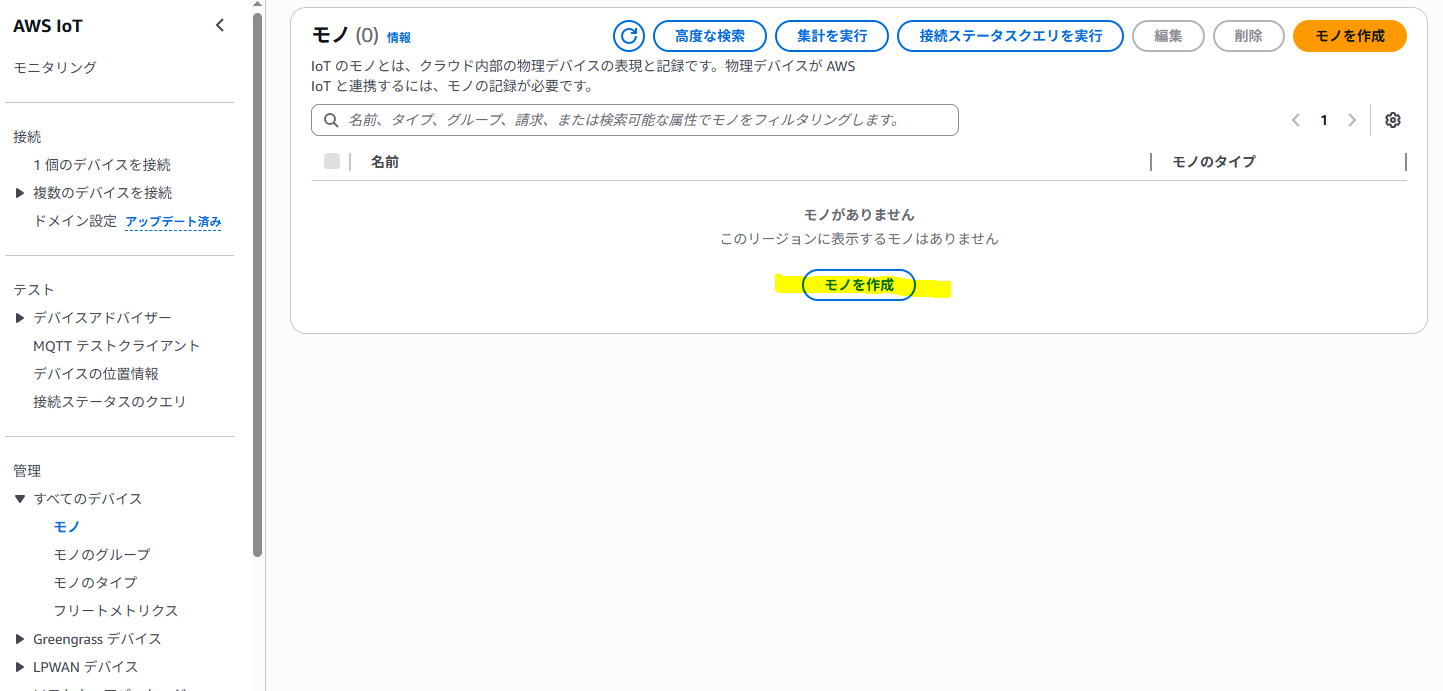 AWS IoT
モニタリング
接続
1 個のデバイスを接続
複数のデバイスを接続
ドメイン設定 アップデート済み
テスト
デバイスアドバイザー
MQTT テストクライアント
デバイスの位置情報
接続ステータスのクエリ
管理
すべてのデバイス
モノ
モノのグループ
モノのタイプ
フリートメトリクス
Greengrass デバイス
LPWAN デバイス
モノ (0) 情報
高度な検索
集計を実行
接続ステータスクエリを実行
編集
削除
モノを作成
IoT のモノとは、クラウド内部の物理デバイスの表現と記録です。物理デバイスが AWS
IoT と連携するには、モノの記録が必要です。
名前、タイプ、グループ、請求、または検索可能な属性でモノをフィルタリングします。
1
名前
モノのタイプ
モノがありません
このリージョンに表示するモノはありません
モノを作成